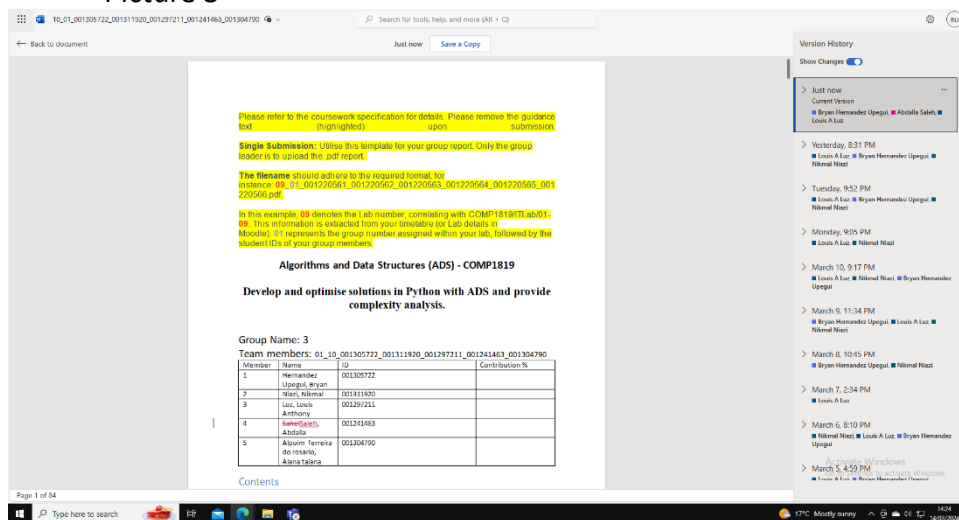 10_01_001305722_001311920_001297211_001241463_001304790
Search for tools, help, and more (Alt + Q)
Back to document
Just now
Save a Copy
Version History
Show Changes
Please refer to the coursework specification for details. Please remove the guidance
text (highlighted) upon submission.
Single Submission: Utilise this template for your group report. Only the group
leader is to upload the .pdf report.
The filename should adhere to the required format, for
instance: 09_01_001220561_001220562_001220563_001220564_001220565_001
220566.pdf
In this example, 09 denotes the Lab number, correlating with COMP1819/ITLab/01-
09. This information is extracted from your timetable (or Lab details in
Moodle). 01 represents the group number assigned within your lab, followed by the
student IDs of your group members.
Algorithms and Data Structures (ADS) - COMP1819
Develop and optimise solutions in Python with ADS and provide
complexity analysis.
Group Name: 3
Team members: 01_10_001305722_001311920_001297211_001241463_001304790
Member Name ID Contribution %
1 Hernandez Upegui, Bryan 001305722
2 Niazi, Nikmal 001311920
3 Luz, Louis Anthony 001297211
4 SahelSaleh, Abdalla 001241463
5 Alpoim ferreira do rosario, Alana taiana 001304790
Contents
Page 1 of 84
Just now
Current Version
Bryan Hernandez Upegui, Abdalla Saleh,
Louis A Luz
Yesterday, 8:31 PM
Louis A Luz, Bryan Hernandez Upegui,
Nikmal Niazi
Tuesday, 9:52 PM
Louis A Luz, Bryan Hernandez Upegui,
Nikmal Niazi
Monday, 9:05 PM
Louis A Luz, Nikmal Niazi
March 10, 9:17 PM
Louis A Luz, Nikmal Niazi, Bryan Hernandez
Upegui
March 9, 11:34 PM
Bryan Hernandez Upegui, Louis A Luz,
Nikmal Niazi
March 8, 10:45 PM
Bryan Hernandez Upegui, Nikmal Niazi
March 7, 2:34 PM
Louis A Luz
March 6, 8:10 PM
Nikmal Niazi, Louis A Luz, Bryan Hernandez
Upegui
March 5, 4:59 PM
Louis A Luz, Bryan Hernandez Upegui
Activate Windows
to activate Windows.
Type here to search
17°C Mostly sunny
14:24
14/03/2024